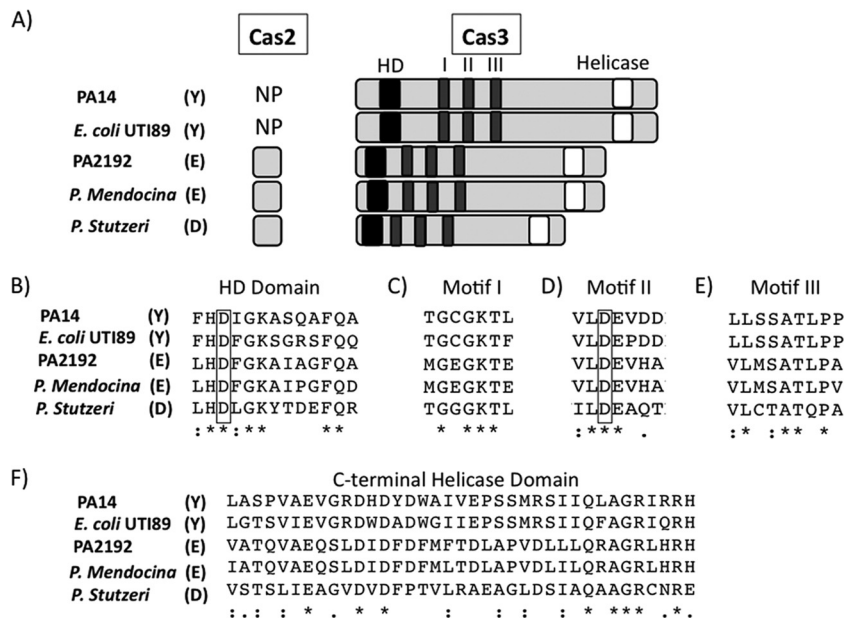 A)
Cas2 Cas3
HD I II III Helicase
PA14 (Y) NP
E. coli UTI89 (Y) NP
PA2192 (E)
P. Mendocina (E)
P. Stutzeri (D)
B) HD Domain
PA14 (Y) FHDIGKASQAFQA
E. coli UTI89 (Y) FHDFGKSGRSFQQ
PA2192 (E) LHDFGKAIAGFQA
P. Mendocina (E) LHDFGKAIPGFQD
P. Stutzeri (D) LHDLGKYTDEFQR
:**:** **
C) Motif I
TGCGKTL
TGCGKTF
MGEGKTE
MGEGKTE
TGGGKTL
* ***
D) Motif II
VLDEVDD
VLDEPDD
VLDEVHA
VLDEVHA
ILDEAQT
:*** .
E) Motif III
LLSSATLPP
LLSSATLPP
VLMSATLPA
VLMSATLPV
VLCTATQPA
:* :** *
F) C-terminal Helicase Domain
PA14 (Y) LASPVAEVGRDHDYDWAIVEPSSMRSIIQLAGRIRRH
E. coli UTI89 (Y) LGTSVIEVGRDWDADWGIIEPSSMRSIIQFAGRIQRH
PA2192 (E) VATQVAEQSLDIDFDFMFTDLAPVDLLLQRAGRLHRH
P. Mendocina (E) IATQVAEQSLDIDFDFMFTDLAPIDLLLQRAGRLHRH
P. Stutzeri (D) VSTSLIEAGVDVDFPTVLRAEAGLDSIAQAAGRCNRE
:.:.: * . * * : : : * *** .*.